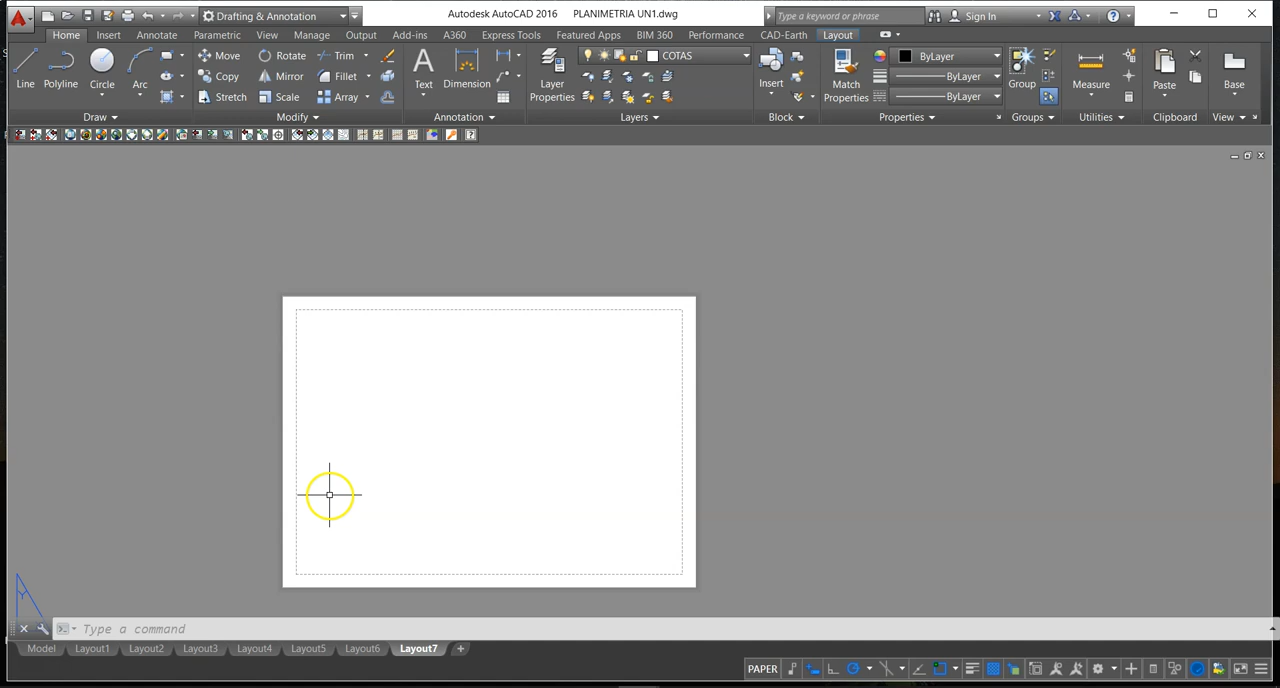 Drafting & Annotation
Autodesk AutoCAD 2016 PLANIMETRIA UN1.dwg
Type a keyword or phrase
Sign In
Home Insert Annotate Parametric View Manage Output Add-ins A360 Express Tools Featured Apps BIM 360 Performance CAD-Earth Layout
Line Polyline Circle Arc
Move Rotate Trim
Copy Mirror Fillet
Stretch Scale Array
Text Dimension
Layer Properties
COTAS
Insert
Match Properties
ByLayer
ByLayer
ByLayer
Group
Measure
Paste
Base
Draw Modify Annotation Layers Block Properties Groups Utilities Clipboard View
Y
Type a command
Model Layout1 Layout2 Layout3 Layout4 Layout5 Layout6 Layout7 +
PAPER